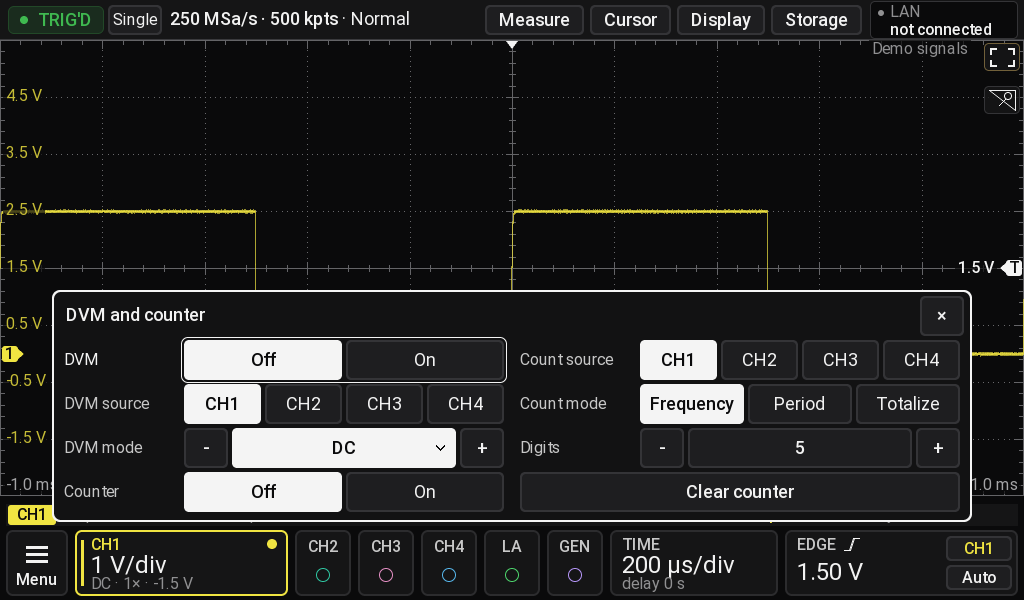 TRIG'D Single 250 MSa/s · 500 kpts · Normal Measure Cursor Display Storage LAN
not connected
Demo signals
4.5 V
3.5 V
2.5 V
1.5 V 1.5 V T
0.5 V
DVM and counter ×
DVM Off On Count source CH1 CH2 CH3 CH4
1
-0.5 V
DVM source CH1 CH2 CH3 CH4 Count mode Frequency Period Totalize
-1.5 V
DVM mode - DC + Digits - 5 +
-1.0 ms 1.0 ms
Counter Off On Clear counter
CH1
Menu
CH1
1 V/div
DC · 1× · -1.5 V
CH2 CH3 CH4 LA GEN
TIME
200 µs/div
delay 0 s
EDGE
1.50 V
CH1
Auto